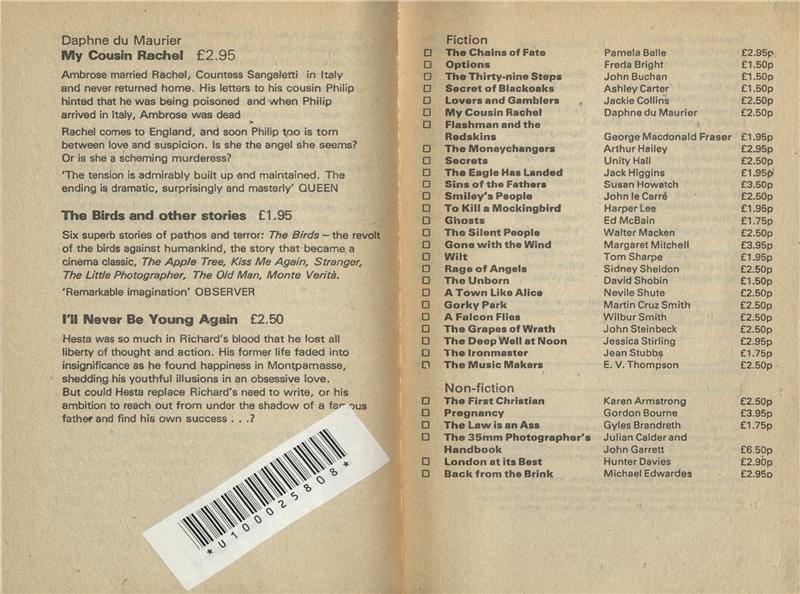 Daphne du Maurier
My Cousin Rachel £2.95
Ambrose married Rachel, Countess Sangaletti in Italy
and never returned home. His letters to his cousin Philip
hinted that he was being poisoned and when Philip
arrived in Italy, Ambrose was dead
Rachel comes to England, and soon Philip too is torn
between love and suspicion. Is she the angel she seems?
Or is she a scheming murderess?
'The tension is admirably built up and maintained. The
ending is dramatic, surprisingly and masterly' QUEEN
The Birds and other stories £1.95
Six superb stories of pathos and terror: The Birds – the revolt
of the birds against humankind, the story that became a
cinema classic, The Apple Tree, Kiss Me Again, Stranger,
The Little Photographer, The Old Man, Monte Verità.
'Remarkable imagination' OBSERVER
I'll Never Be Young Again £2.50
Hesta was so much in Richard's blood that he lost all
liberty of thought and action. His former life faded into
insignificance as he found happiness in Montparnasse,
shedding his youthful illusions in an obsessive love.
But could Hesta replace Richard's need to write, or his
ambition to reach out from under the shadow of a famous
father and find his own success . . .?
*U100025808*
Fiction
The Chains of Fate Pamela Belle £2.95p
Options Freda Bright £1.50p
The Thirty-nine Steps John Buchan £1.50p
Secret of Blackoaks Ashley Carter £1.50p
Lovers and Gamblers Jackie Collins £2.50p
My Cousin Rachel Daphne du Maurier £2.50p
Flashman and the
Redskins George Macdonald Fraser £1.95p
The Moneychangers Arthur Hailey £2.95p
Secrets Unity Hall £2.50p
The Eagle Has Landed Jack Higgins £1.95p
Sins of the Fathers Susan Howatch £3.50p
Smiley's People John le Carré £2.50p
To Kill a Mockingbird Harper Lee £1.95p
Ghosts Ed McBain £1.75p
The Silent People Walter Macken £2.50p
Gone with the Wind Margaret Mitchell £3.95p
Wilt Tom Sharpe £1.95p
Rage of Angels Sidney Sheldon £2.50p
The Unborn David Shobin £1.50p
A Town Like Alice Nevile Shute £2.50p
Gorky Park Martin Cruz Smith £2.50p
A Falcon Flies Wilbur Smith £2.50p
The Grapes of Wrath John Steinbeck £2.50p
The Deep Well at Noon Jessica Stirling £2.95p
The Ironmaster Jean Stubbs £1.75p
The Music Makers E. V. Thompson £2.50p
Non-fiction
The First Christian Karen Armstrong £2.50p
Pregnancy Gordon Bourne £3.95p
The Law is an Ass Gyles Brandreth £1.75p
The 35mm Photographer's Julian Calder and
Handbook John Garrett £6.50p
London at its Best Hunter Davies £2.90p
Back from the Brink Michael Edwardes £2.95p